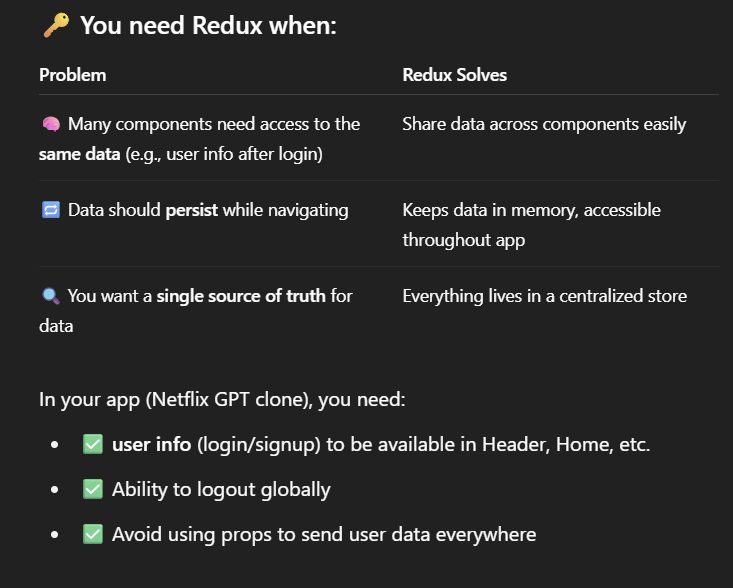 🔑 You need Redux when:
Problem Redux Solves
🧠 Many components need access to the Share data across components easily
same data (e.g., user info after login)
🔁 Data should persist while navigating Keeps data in memory, accessible
throughout app
🔍 You want a single source of truth for Everything lives in a centralized store
data
In your app (Netflix GPT clone), you need:
• ✅ user info (login/signup) to be available in Header, Home, etc.
• ✅ Ability to logout globally
• ✅ Avoid using props to send user data everywhere